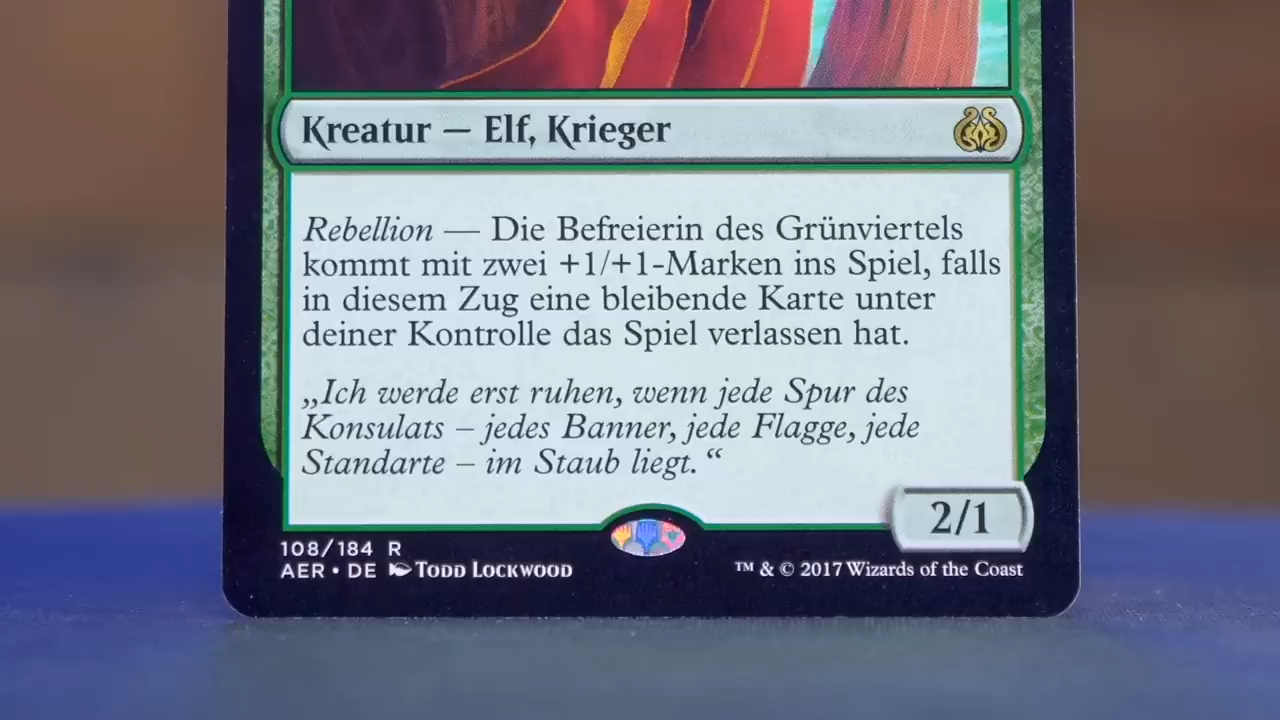 Kreatur — Elf, Krieger
Rebellion — Die Befreierin des Grünviertels
kommt mit zwei +1/+1-Marken ins Spiel, falls
in diesem Zug eine bleibende Karte unter
deiner Kontrolle das Spiel verlassen hat.
„Ich werde erst ruhen, wenn jede Spur des
Konsulats – jedes Banner, jede Flagge, jede
Standarte – im Staub liegt.“
2/1
108/184 R
AER • DE Todd Lockwood
™ & © 2017 Wizards of the Coast